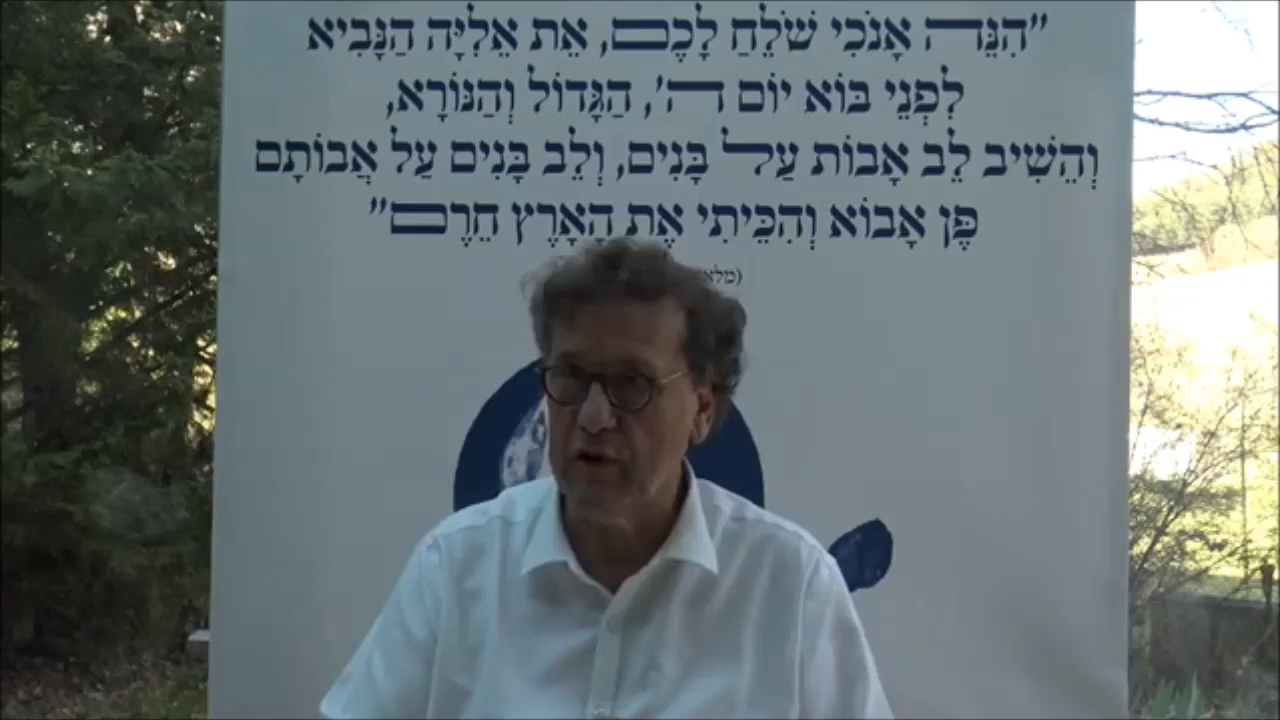 "הִנֵּה אָנֹכִי שֹׁלֵחַ לָכֶם, אֵת אֵלִיָּה הַנָּבִיא
לִפְנֵי בּוֹא יוֹם ה', הַגָּדוֹל וְהַנּוֹרָא,
וְהֵשִׁיב לֵב אָבוֹת עַל בָּנִים, וְלֵב בָּנִים עַל אֲבוֹתָם
פֶּן אָבוֹא וְהִכֵּיתִי אֶת הָאָרֶץ חֵרֶם"